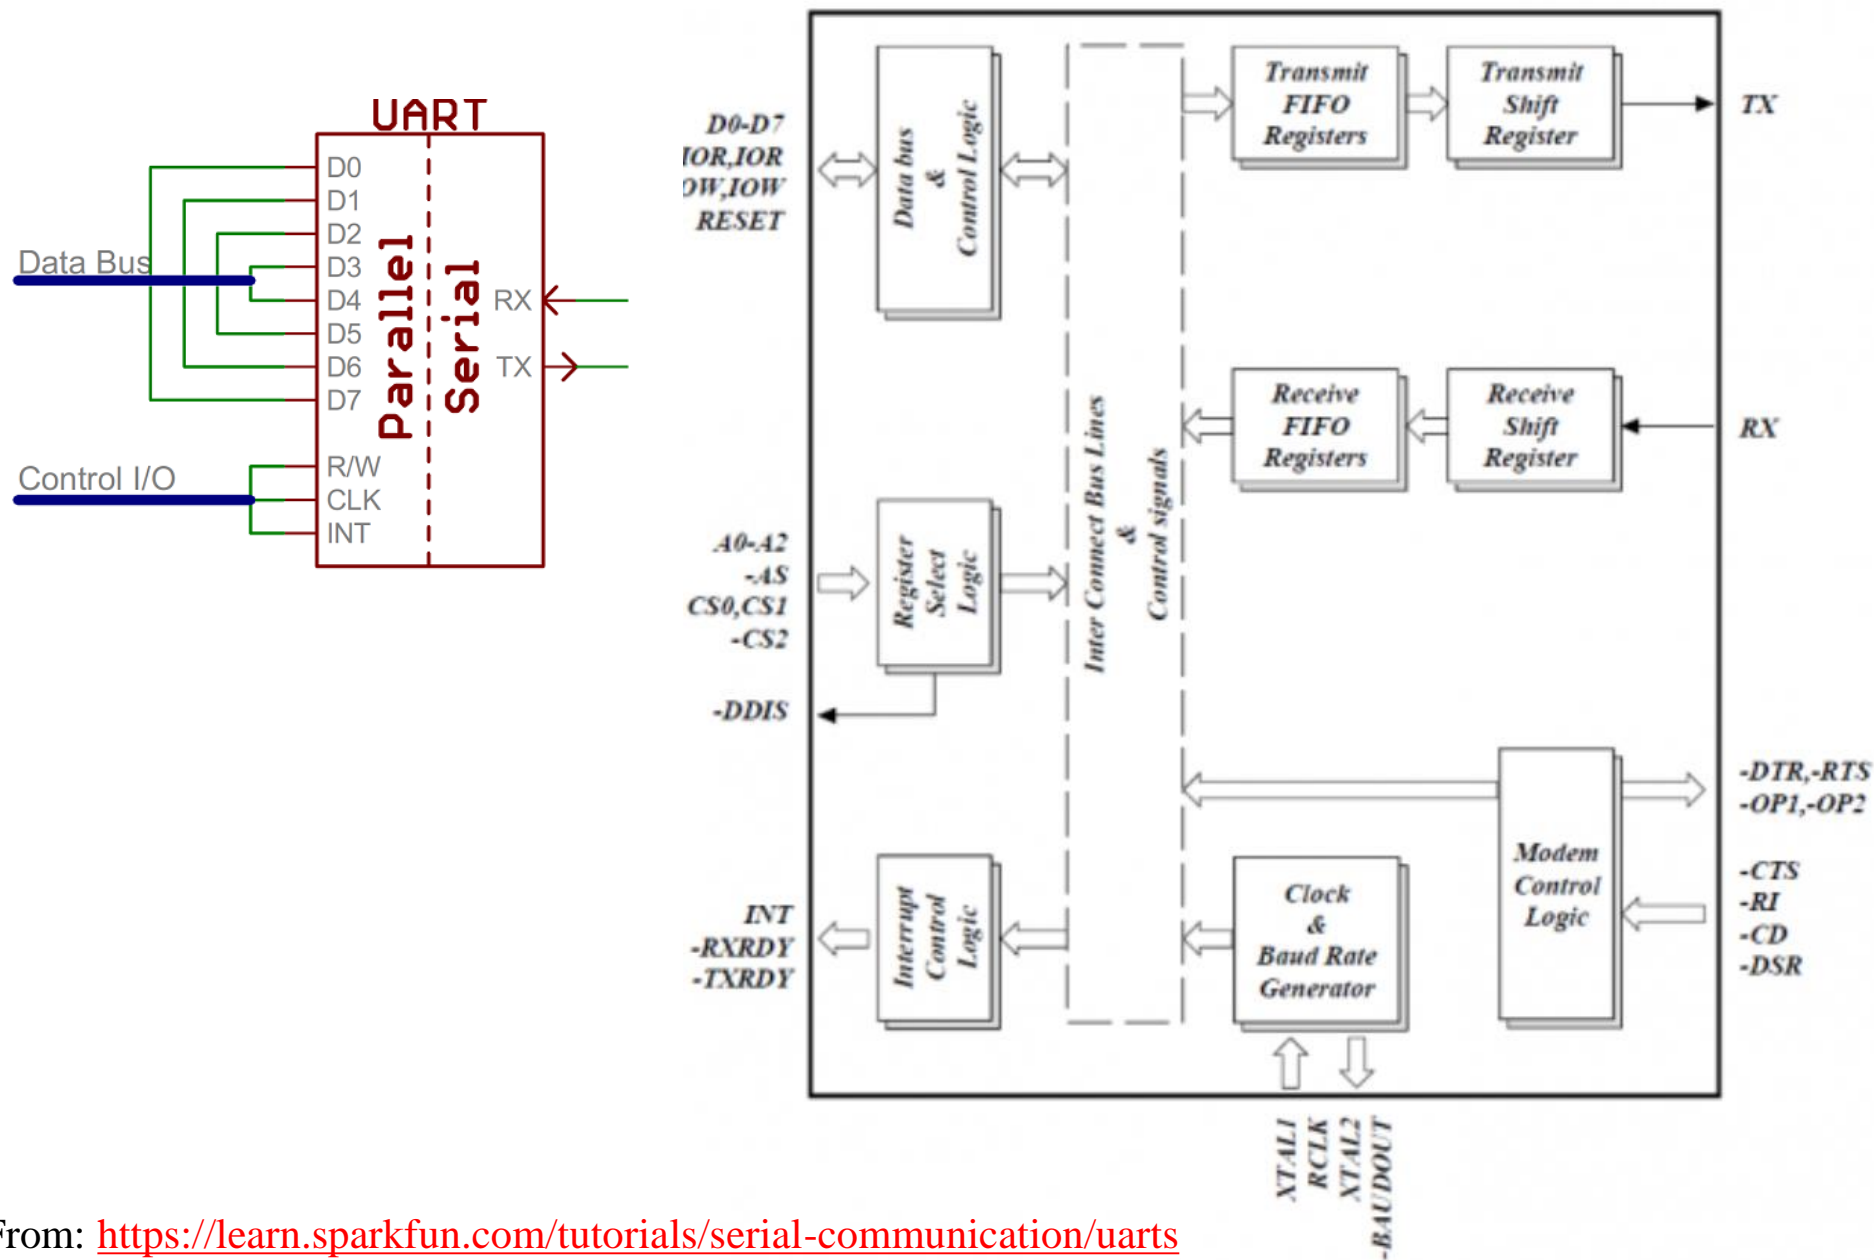 UART
D0
D1
D2
D3
D4
D5
D6
D7
R/W
CLK
INT
Parallel
Serial
RX
TX
Data Bus
Control I/O
D0-D7
IOR,IOR
OW,IOW
RESET
Data bus
&
Control Logic
A0-A2
-AS
CS0,CS1
-CS2
Register
Select
Logic
-DDIS
INT
-RXRDY
-TXRDY
Interrupt
Control
Logic
Inter Connect Bus Lines
&
Control signals
Transmit
FIFO
Registers
Transmit
Shift
Register
TX
Receive
FIFO
Registers
Receive
Shift
Register
RX
Clock
&
Baud Rate
Generator
Modem
Control
Logic
-DTR,-RTS
-OP1,-OP2
-CTS
-RI
-CD
-DSR
XTAL1
RCLK
XTAL2
-BAUDOUT
From: https://learn.sparkfun.com/tutorials/serial-communication/uarts